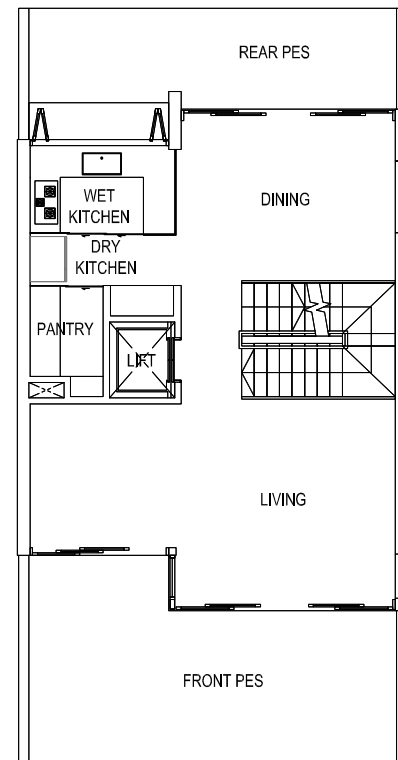 REAR PES
WET
KITCHEN
DINING
DRY
KITCHEN
PANTRY
LIFT
LIVING
FRONT PES